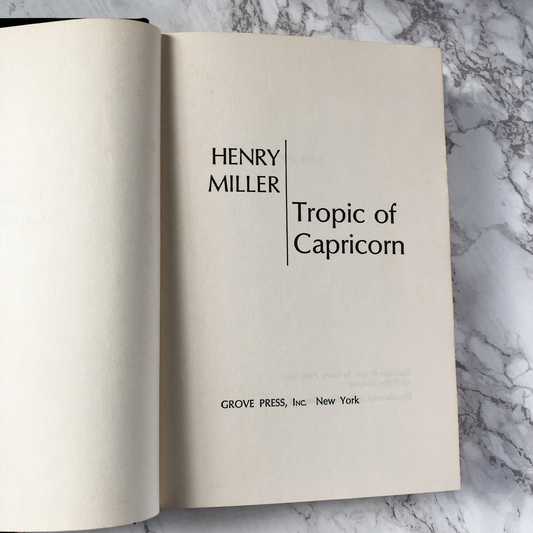 HENRY
MILLER
Tropic of
Capricorn
GROVE PRESS, INC. New York